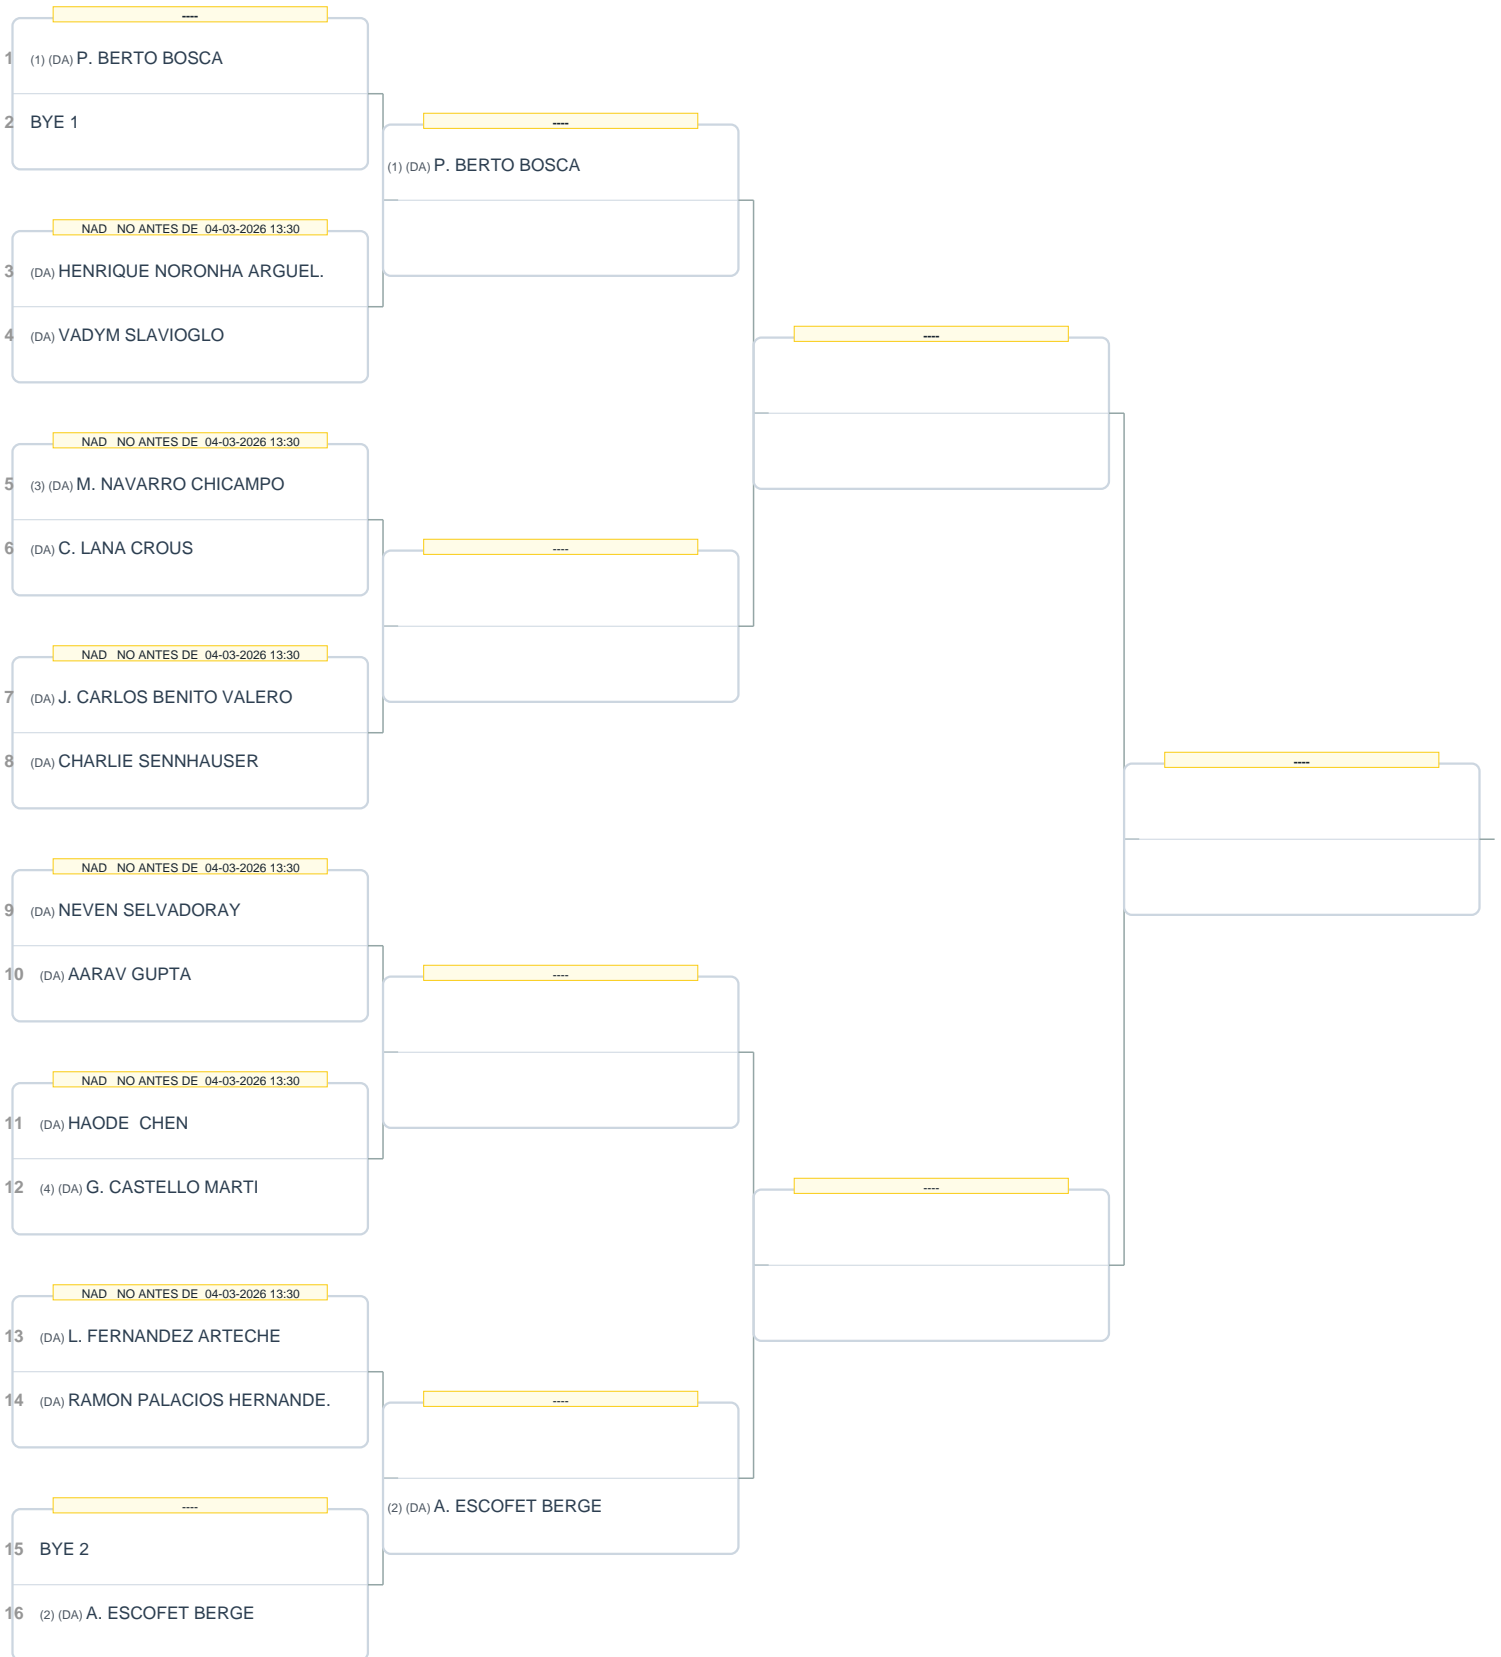 ----
1 (1) (DA) P. BERTO BOSCA
2 BYE 1
----
(1) (DA) P. BERTO BOSCA
NAD NO ANTES DE 04-03-2026 13:30
3 (DA) HENRIQUE NORONHA ARGUEL.
4 (DA) VADYM SLAVIOGLO
----
NAD NO ANTES DE 04-03-2026 13:30
5 (3) (DA) M. NAVARRO CHICAMPO
6 (DA) C. LANA CROUS
----
NAD NO ANTES DE 04-03-2026 13:30
7 (DA) J. CARLOS BENITO VALERO
8 (DA) CHARLIE SENNHAUSER
----
NAD NO ANTES DE 04-03-2026 13:30
9 (DA) NEVEN SELVADORAY
10 (DA) AARAV GUPTA
----
NAD NO ANTES DE 04-03-2026 13:30
11 (DA) HAODE  CHEN
12 (4) (DA) G. CASTELLO MARTI
----
NAD NO ANTES DE 04-03-2026 13:30
13 (DA) L. FERNANDEZ ARTECHE
14 (DA) RAMON PALACIOS HERNANDE.
----
(2) (DA) A. ESCOFET BERGE
----
15 BYE 2
16 (2) (DA) A. ESCOFET BERGE